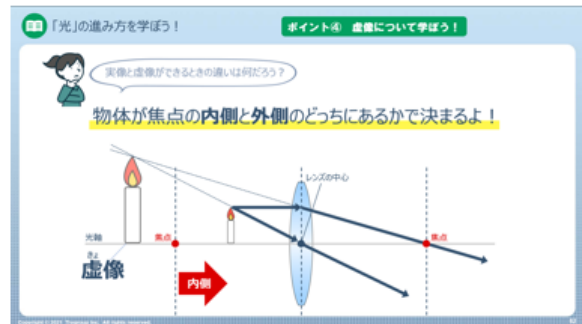 「光」の進み方を学ぼう！
ポイント④ 虚像について学ぼう！
実像と虚像ができるときの違いは何だろう？
物体が焦点の内側と外側のどっちにあるかで決まるよ！
レンズの中心
光軸
焦点
焦点
きょ
虚像
内側